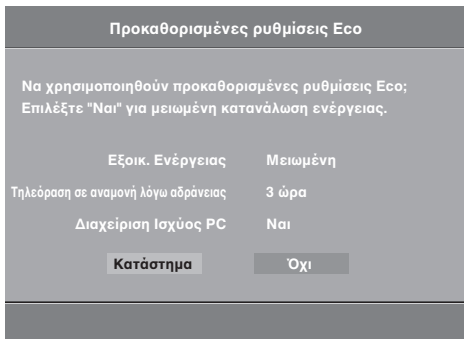 Προκαθορισμένες ρυθμίσεις Eco
Να χρησιμοποιηθούν προκαθορισμένες ρυθμίσεις Eco;
Επιλέξτε "Ναι" για μειωμένη κατανάλωση ενέργειας.
Εξοικ. Ενέργειας Μειωμένη
Τηλεόραση σε αναμονή λόγω αδράνειας 3 ώρα
Διαχείριση Ισχύος PC Ναι
Κατάστημα Όχι